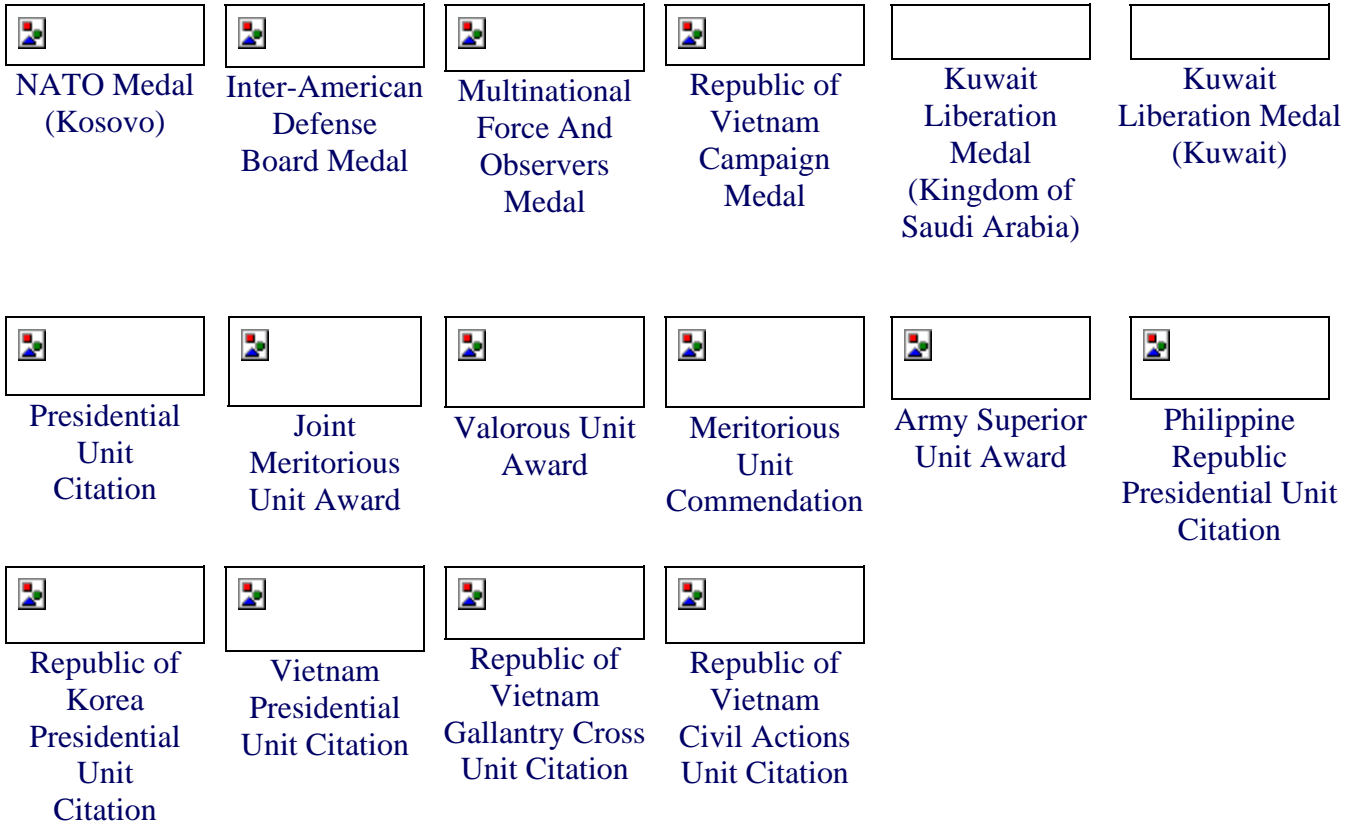 NATO Medal
(Kosovo)
Inter-American
Defense
Board Medal
Multinational
Force And
Observers
Medal
Republic of
Vietnam
Campaign
Medal
Kuwait
Liberation
Medal
(Kingdom of
Saudi Arabia)
Kuwait
Liberation Medal
(Kuwait)
Presidential
Unit
Citation
Joint
Meritorious
Unit Award
Valorous Unit
Award
Meritorious
Unit
Commendation
Army Superior
Unit Award
Philippine
Republic
Presidential Unit
Citation
Republic of
Korea
Presidential
Unit
Citation
Vietnam
Presidential
Unit Citation
Republic of
Vietnam
Gallantry Cross
Unit Citation
Republic of
Vietnam
Civil Actions
Unit Citation